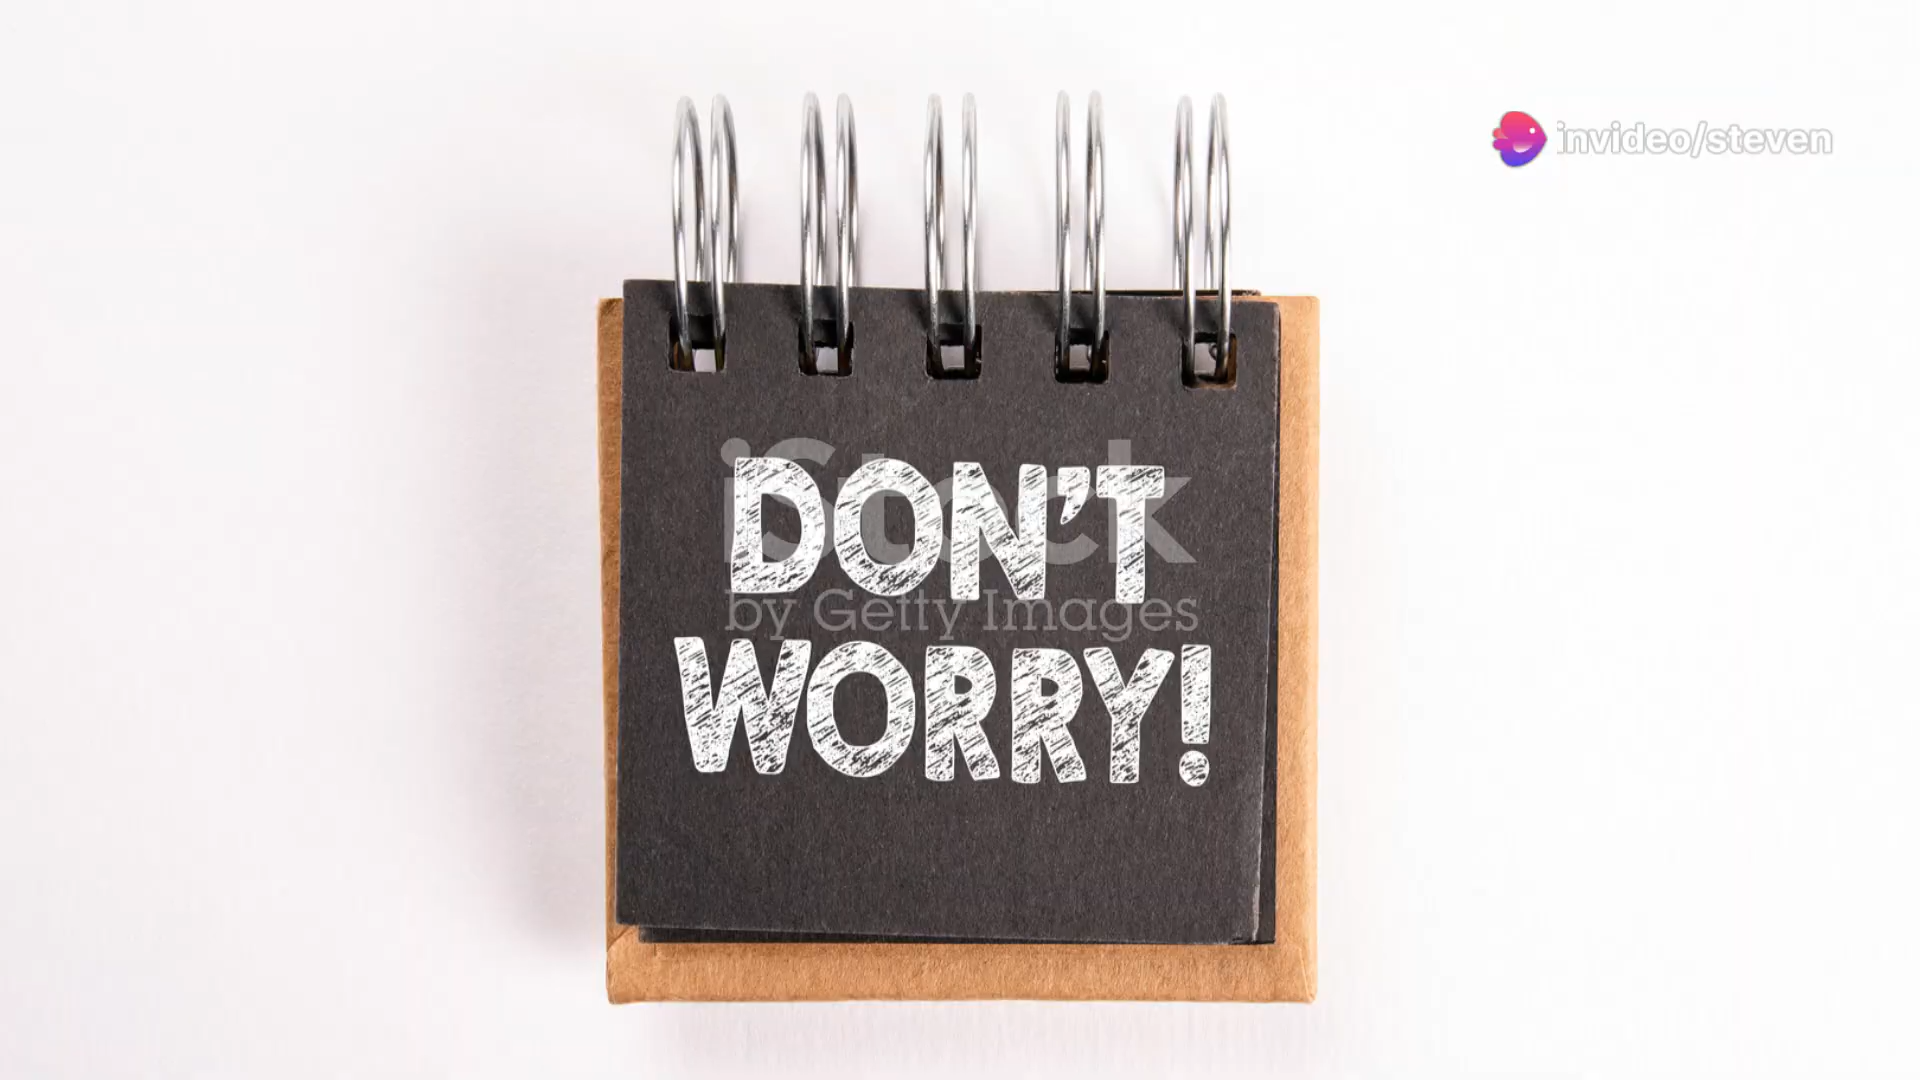 invideo/steven
iStock
DON'T
by Getty Images
WORRY!